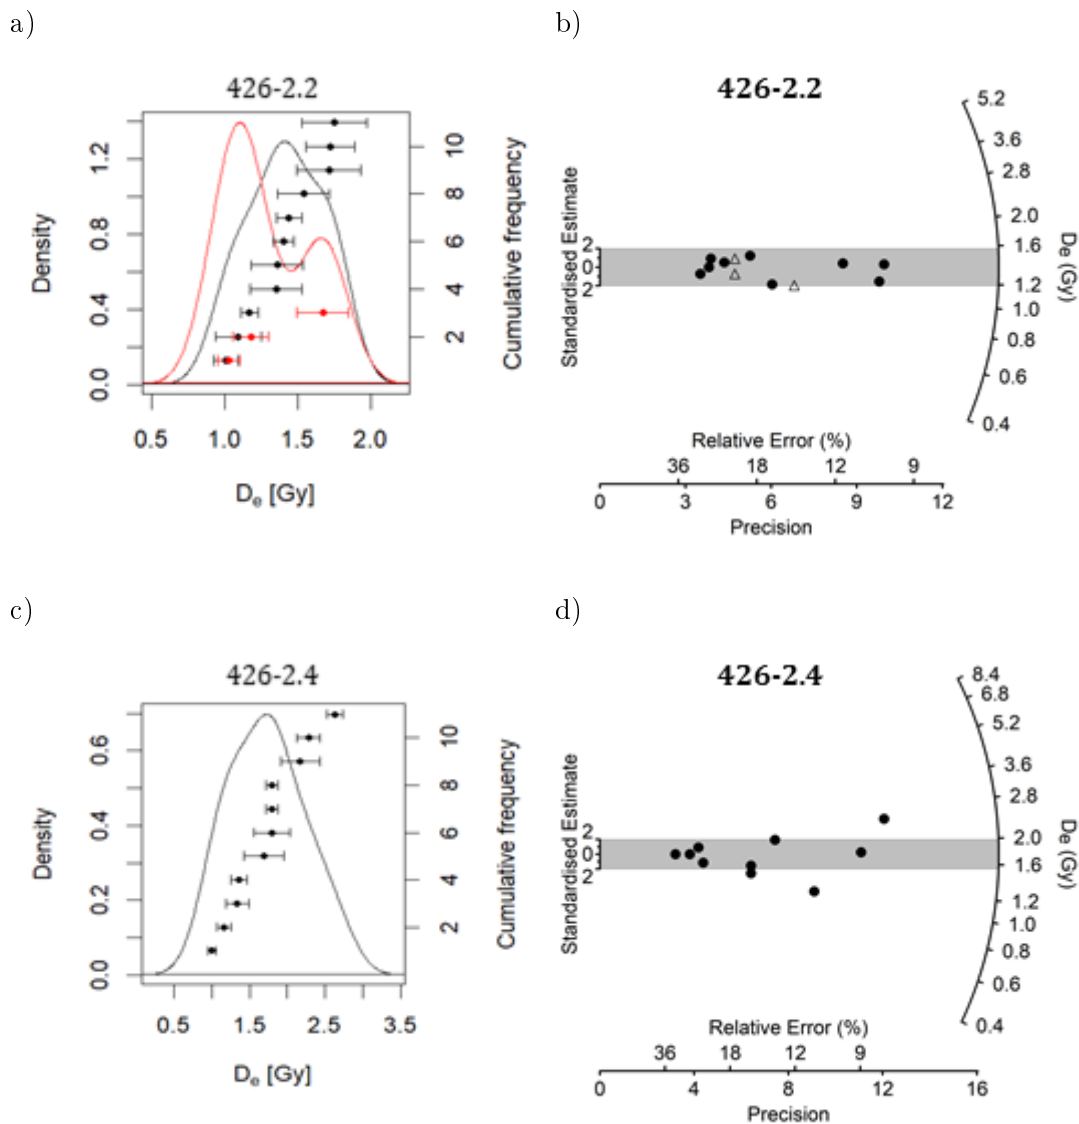 a)
b)
426-2.2
Density
0.0 0.4 0.8 1.2
Cumulative frequency
2 4 6 8 10
0.5 1.0 1.5 2.0
De [Gy]
426-2.2
Standardised Estimate
2
0
2
5.2
3.6
2.8
2.0
1.6
1.2
1.0
0.8
0.6
0.4
De (Gy)
Relative Error (%)
36 18 12 9
0 3 6 9 12
Precision
c)
d)
426-2.4
Density
0.0 0.2 0.4 0.6
Cumulative frequency
2 4 6 8 10
0.5 1.5 2.5 3.5
De [Gy]
426-2.4
Standardised Estimate
2
0
2
8.4
6.8
5.2
3.6
2.8
2.0
1.6
1.2
1.0
0.8
0.6
0.4
De (Gy)
Relative Error (%)
36 18 12 9
0 4 8 12 16
Precision